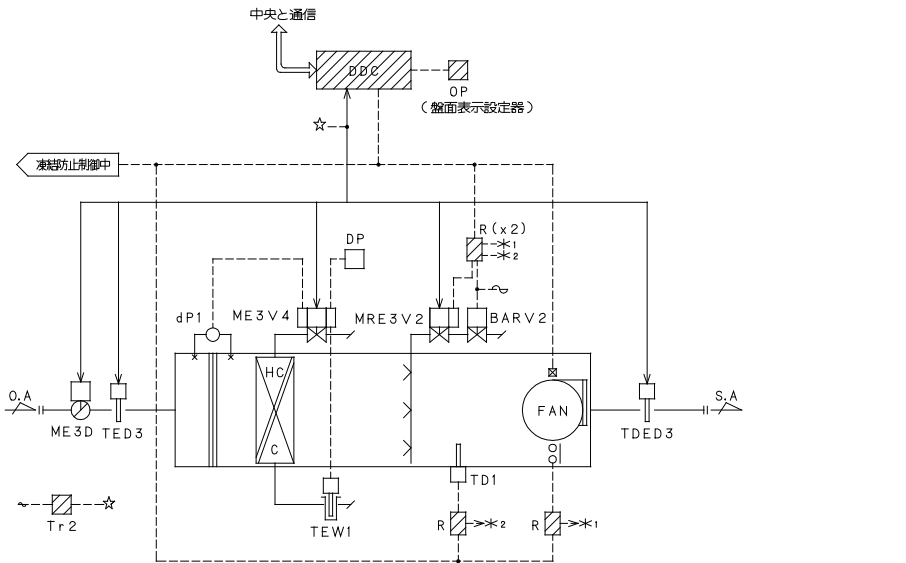 中央と通信
DDC
OP
(盤面表示設定器)
☆
凍結防止制御中
R(x2)
*1
*2
DP
dP1
ME3V4
MRE3V2
BARV2
HC
C
FAN
O.A
S.A
ME3D
TED3
TDED3
TD1
TEW1
Tr2
☆
R
*2
R
*1